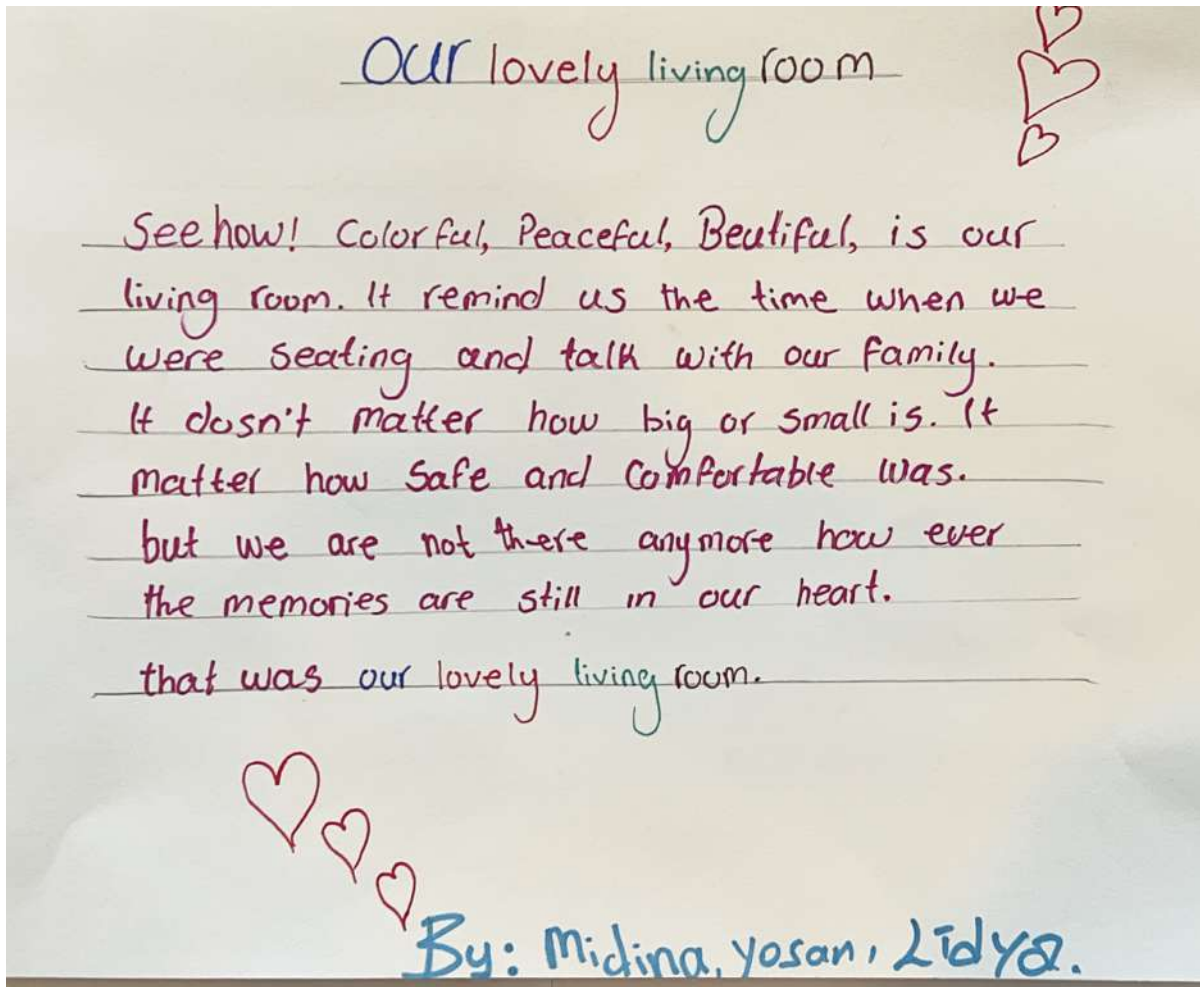 Our lovely living room
See how! Colorful, Peaceful, Beutiful, is our
living room. It remind us the time when we
were seating and talk with our family.
It dosn't matter how big or small is. It
matter how safe and comfortable was.
but we are not there anymore how ever
the memories are still in our heart.
that was our lovely living room.
By: Midina, Yosan, Lidya.